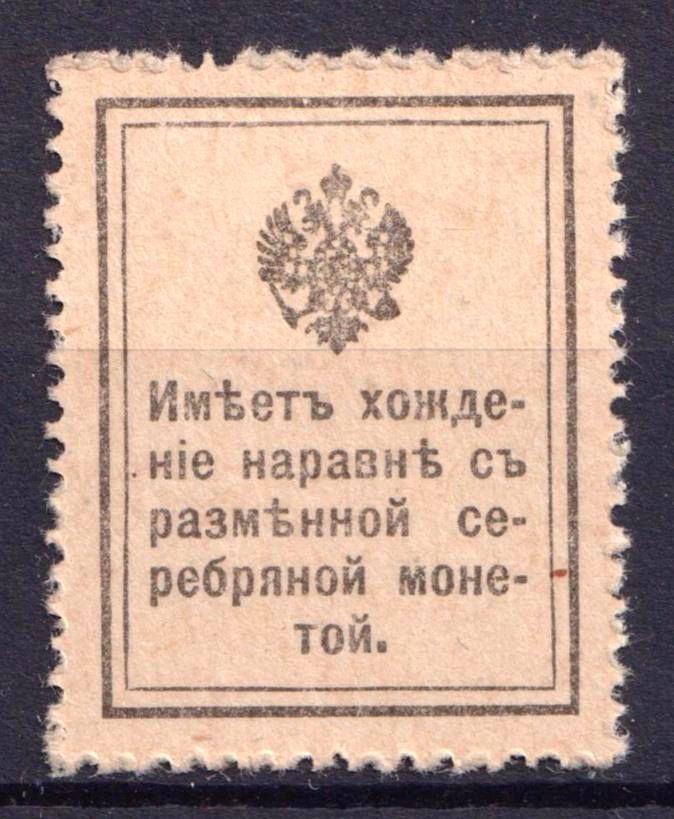 Имѣетъ хожде-
ніе наравнѣ съ
размѣнной се-
ребряной моне-
той.